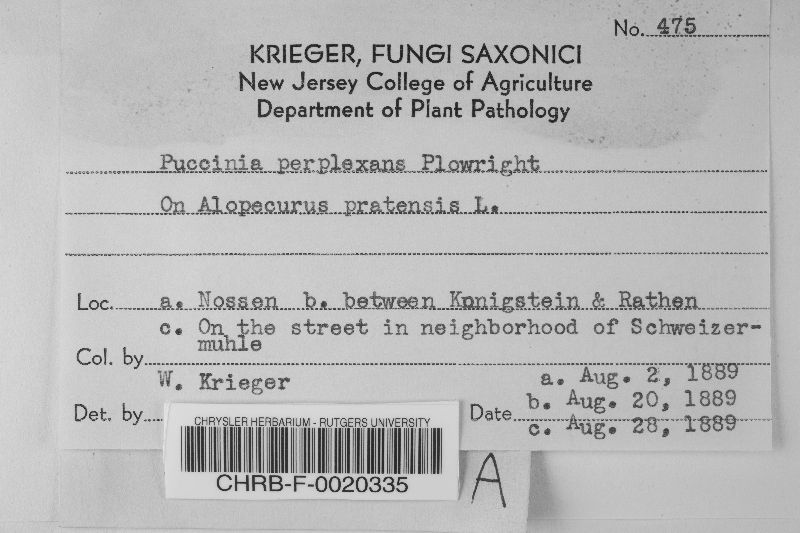 No. 475
KRIEGER, FUNGI SAXONICI
New Jersey College of Agriculture
Department of Plant Pathology
Puccinia perplexans Plowright
On Alopecurus pratensis L.
Loc. a. Nossen b. between Konigstein & Rathen
c. On the street in neighborhood of Schweizer-
muhle
Col. by
W. Krieger
a. Aug. 2, 1889
b. Aug. 20, 1889
Det. by
Date
c. Aug. 28, 1889
CHRYSLER HERBARIUM - RUTGERS UNIVERSITY
CHRB-F-0020335
A